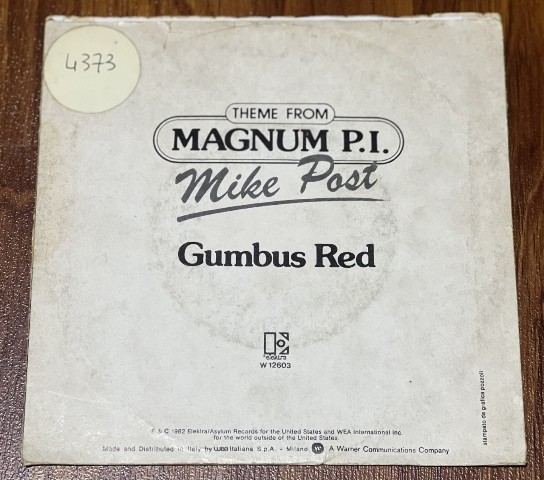 4373
THEME FROM
MAGNUM P.I.
Mike Post
Gumbus Red
elektra
W 12603
℗ & © 1982 Elektra/Asylum Records for the United States and WEA International Inc.
for the world outside of the United States.
Made and Distributed in Italy by wea Italiana S.p.A. - Milano A Warner Communications Company
stampato da grafica pozzoli